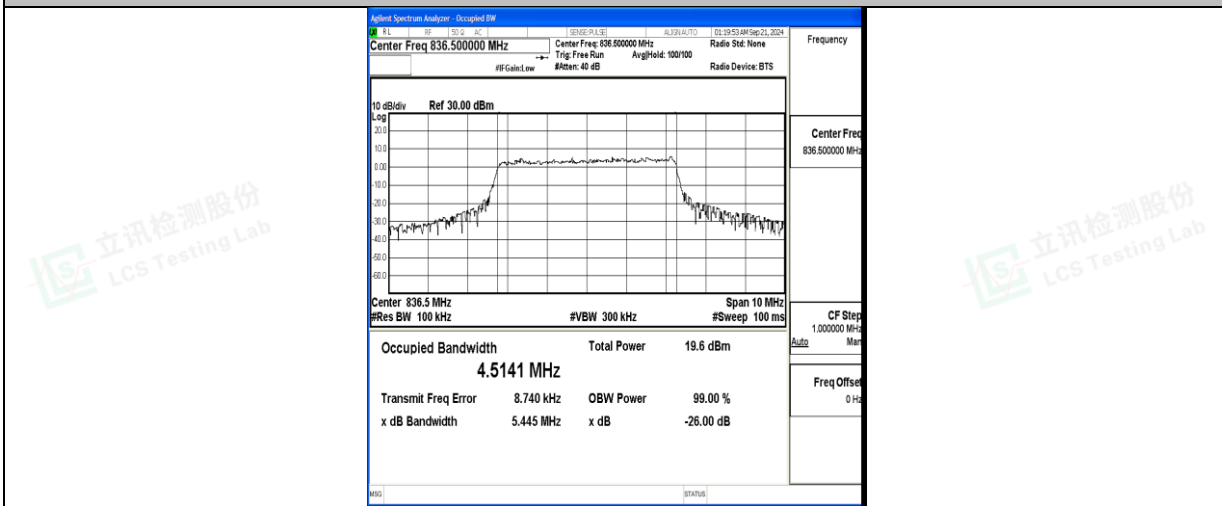 Agilent Spectrum Analyzer - Occupied BW
RL RF 50 Ω AC SENSE:PULSE ALIGN AUTO 01:19:53 AM Sep 21, 2024
Center Freq 836.500000 MHz
Center Freq: 836.500000 MHz
Radio Std: None
Trig: Free Run Avg|Hold: 100/100
#IFGain:Low #Atten: 40 dB Radio Device: BTS
Frequency
10 dB/div Ref 30.00 dBm
Log
20.0
10.0
0.00
-10.0
-20.0
-30.0
-40.0
-50.0
-60.0
Center 836.5 MHz Span 10 MHz
#Res BW 100 kHz #VBW 300 kHz #Sweep 100 ms
Center Freq
836.500000 MHz
CF Step
1.000000 MHz
Auto Man
Freq Offset
0 Hz
Occupied Bandwidth Total Power 19.6 dBm
4.5141 MHz
Transmit Freq Error 8.740 kHz OBW Power 99.00 %
x dB Bandwidth 5.445 MHz x dB -26.00 dB
MSG STATUS
立讯检测股份
LCS Testing Lab
立讯检测股份
LCS Testing Lab